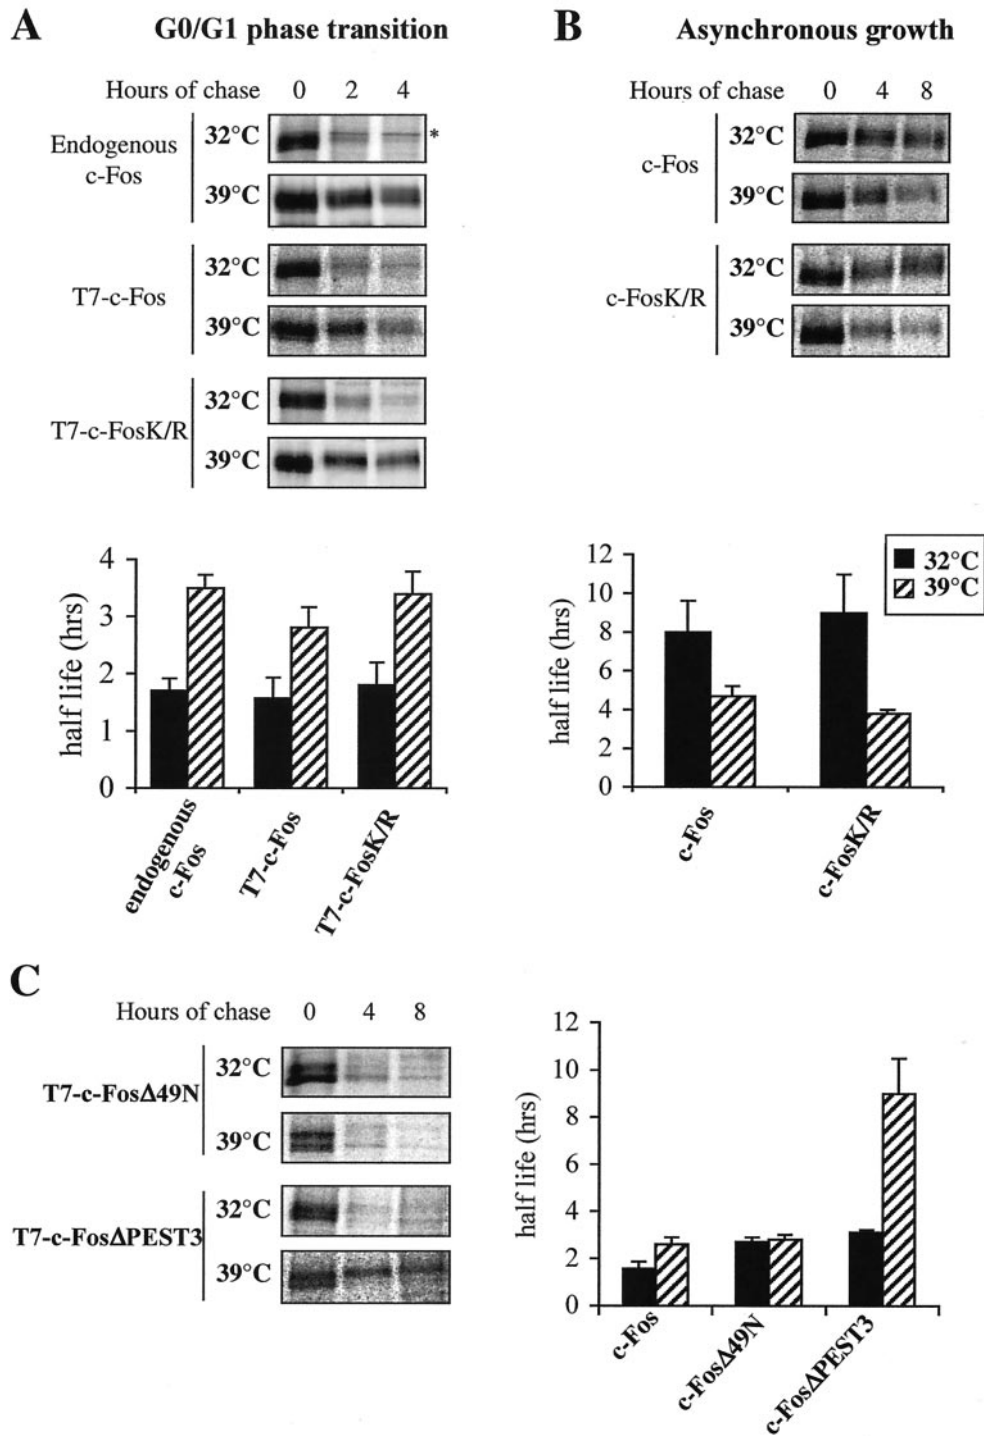 A G0/G1 phase transition
Hours of chase 0 2 4
Endogenous c-Fos
32°C *
39°C
T7-c-Fos
32°C
39°C
T7-c-FosK/R
32°C
39°C
half life (hrs)
4
3
2
1
0
endogenous c-Fos
T7-c-Fos
T7-c-FosK/R
B Asynchronous growth
Hours of chase 0 4 8
c-Fos
32°C
39°C
c-FosK/R
32°C
39°C
32°C
39°C
half life (hrs)
12
10
8
6
4
2
0
c-Fos
c-FosK/R
C
Hours of chase 0 4 8
T7-c-FosΔ49N
32°C
39°C
T7-c-FosΔPEST3
32°C
39°C
half life (hrs)
12
10
8
6
4
2
0
c-Fos
c-FosΔ49N
c-FosΔPEST3